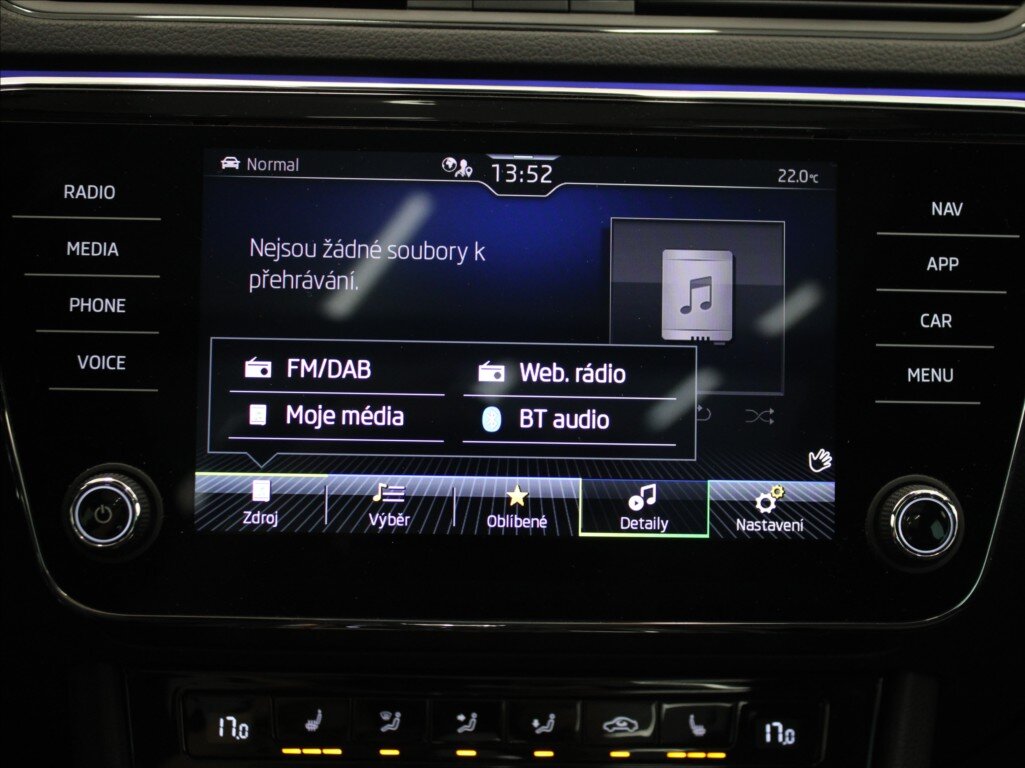 Normal
13:52
22.0°C
RADIO
MEDIA
PHONE
VOICE
NAV
APP
CAR
MENU
Nejsou žádné soubory k
přehrávání.
FM/DAB
Web. rádio
Moje média
BT audio
Zdroj
Výběr
Oblíbené
Detaily
Nastavení
17.0
17.0